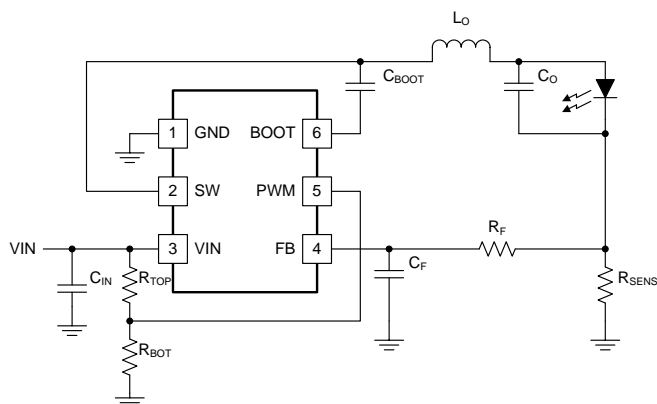 LO
CBOOT
CO
1 GND BOOT 6
2 SW PWM 5
3 VIN FB 4
VIN
RF
CIN
RTOP
CF
RSENS
RBOT